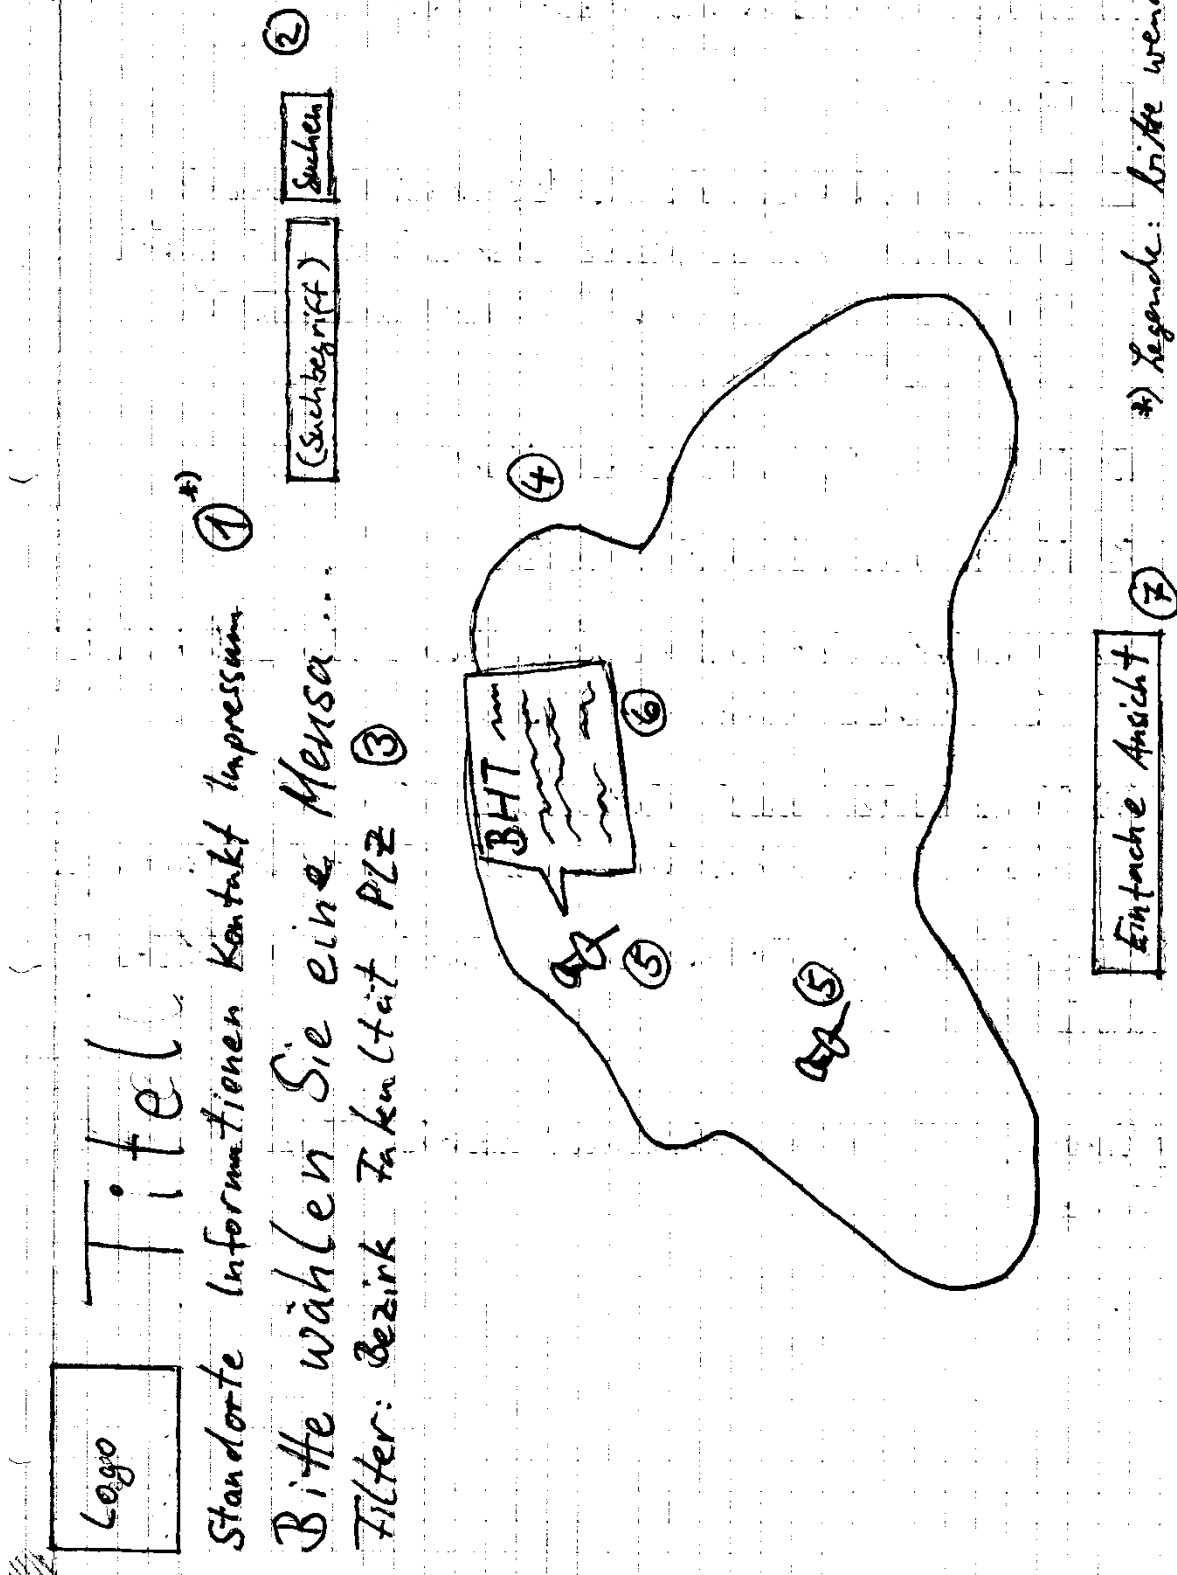 Logo
Titel
Standorte Informationen Kontakt Impressum ① *)
Bitte wählen Sie eine Mensa...
(Suchbegriff) Suchen ②
Filter: Bezirk Fakultät PLZ ③
④
BHT
⑥
⑤
⑤
Einfache Ansicht ⑦
*) Legende: bitte